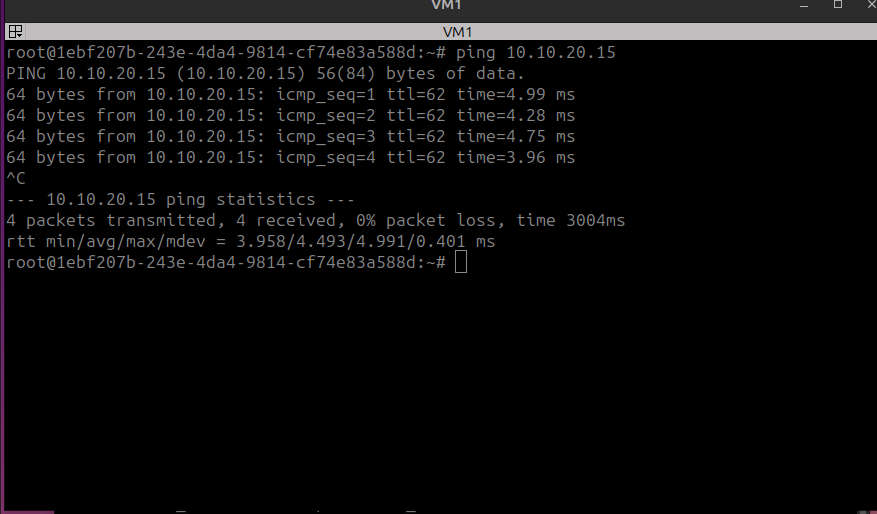 VM1
VM1
root@1ebf207b-243e-4da4-9814-cf74e83a588d:~# ping 10.10.20.15
PING 10.10.20.15 (10.10.20.15) 56(84) bytes of data.
64 bytes from 10.10.20.15: icmp_seq=1 ttl=62 time=4.99 ms
64 bytes from 10.10.20.15: icmp_seq=2 ttl=62 time=4.28 ms
64 bytes from 10.10.20.15: icmp_seq=3 ttl=62 time=4.75 ms
64 bytes from 10.10.20.15: icmp_seq=4 ttl=62 time=3.96 ms
^C
--- 10.10.20.15 ping statistics ---
4 packets transmitted, 4 received, 0% packet loss, time 3004ms
rtt min/avg/max/mdev = 3.958/4.493/4.991/0.401 ms
root@1ebf207b-243e-4da4-9814-cf74e83a588d:~#